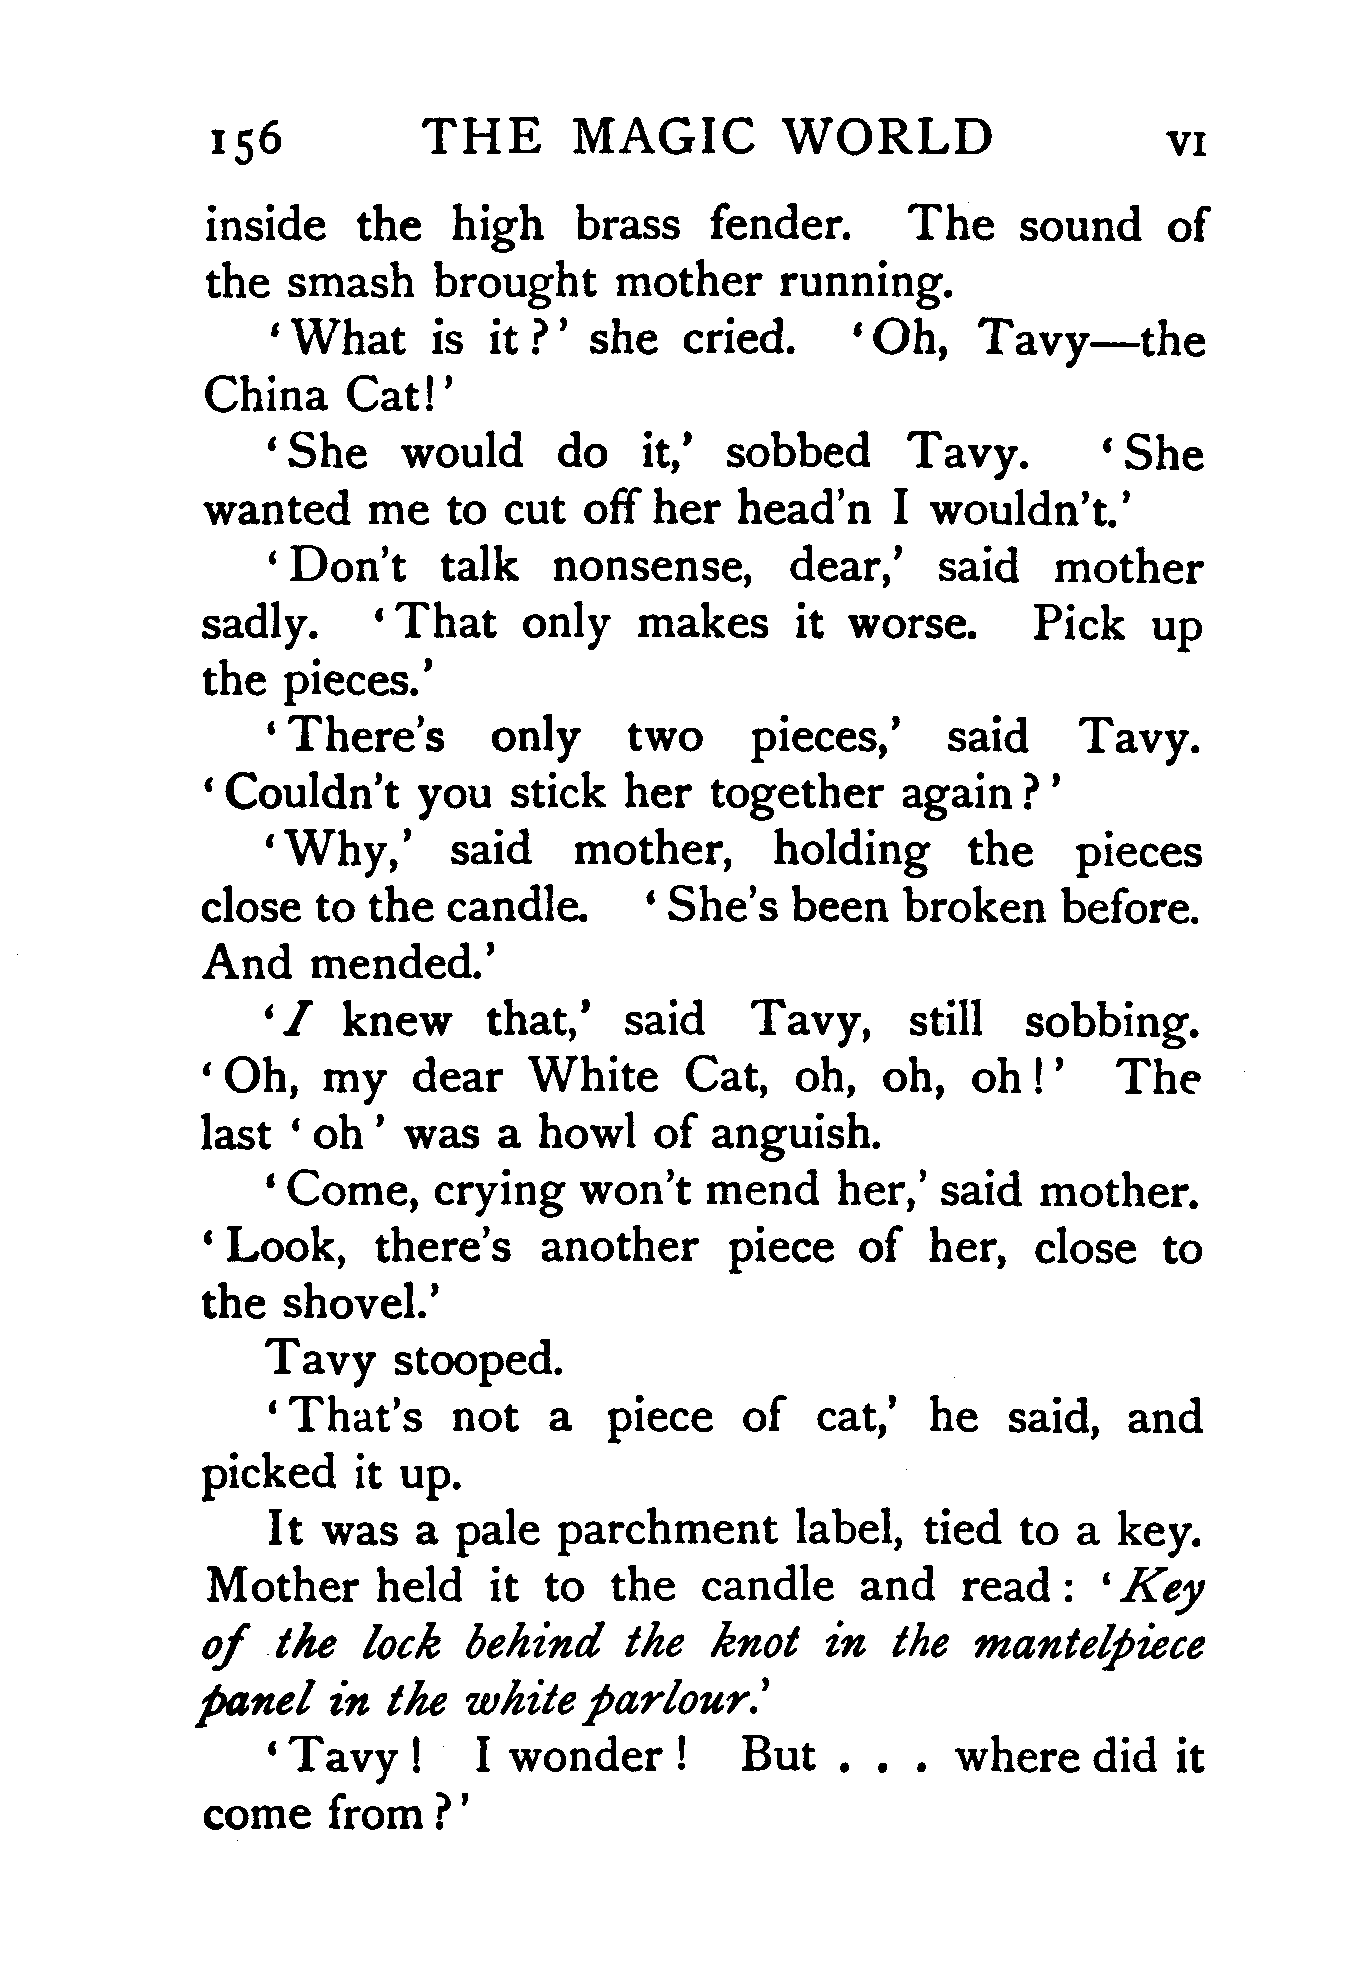 156 THE MAGIC WORLD VI
inside the high brass fender. The sound of
the smash brought mother running.
‘What is it?’ she cried. ‘Oh, Tavy—the
China Cat!’
‘She would do it,’ sobbed Tavy. ‘She
wanted me to cut off her head'n I wouldn't.’
‘Don't talk nonsense, dear,’ said mother
sadly. ‘That only makes it worse. Pick up
the pieces.’
‘There's only two pieces,’ said Tavy.
‘Couldn't you stick her together again?’
‘Why,’ said mother, holding the pieces
close to the candle. ‘She's been broken before.
And mended.’
‘I knew that,’ said Tavy, still sobbing.
‘Oh, my dear White Cat, oh, oh, oh!’ The
last ‘oh’ was a howl of anguish.
‘Come, crying won't mend her,’ said mother.
‘Look, there's another piece of her, close to
the shovel.’
Tavy stooped.
‘That's not a piece of cat,’ he said, and
picked it up.
It was a pale parchment label, tied to a key.
Mother held it to the candle and read: ‘Key
of the lock behind the knot in the mantelpiece
panel in the white parlour.’
‘Tavy! I wonder! But . . . where did it
come from?’